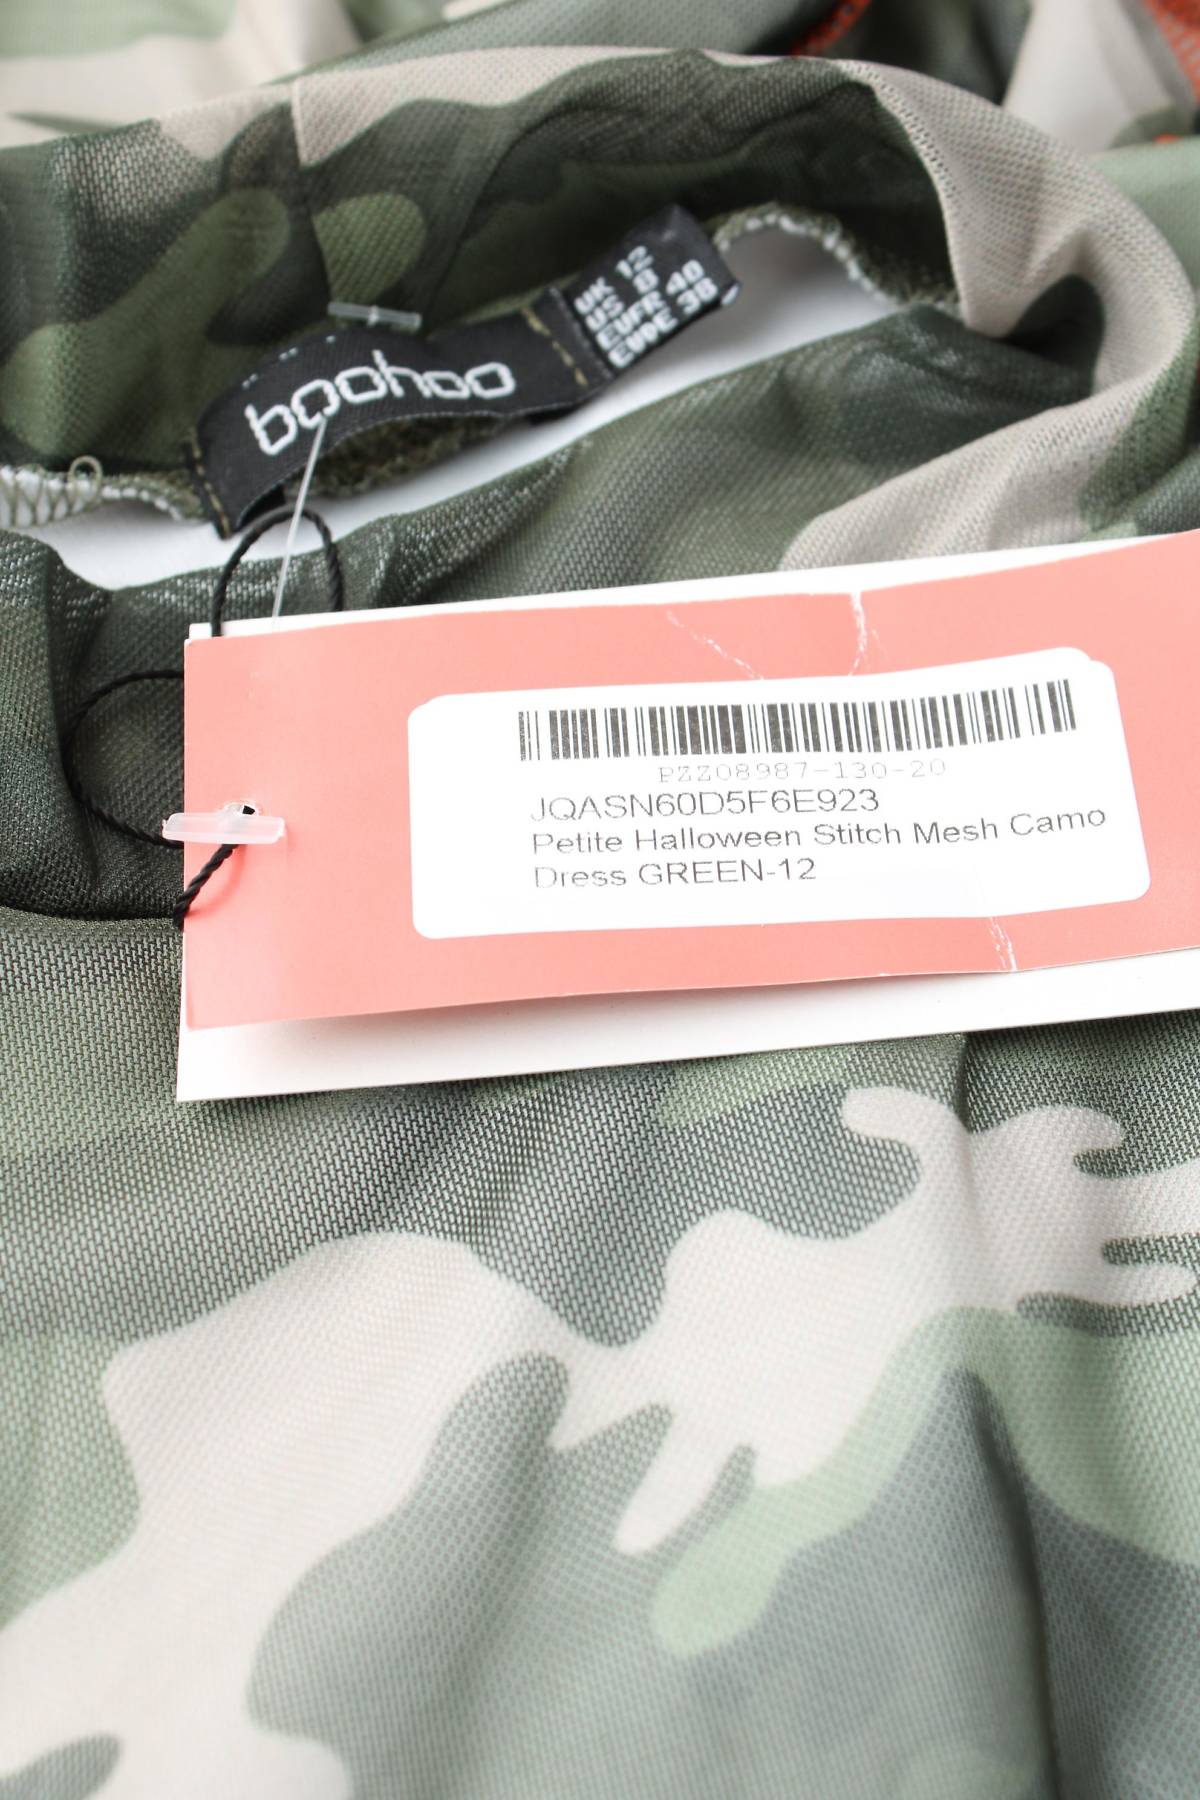 boohoo
UK 12
US 8
EUFR 40
EUDE 38
PZZ08987-130-20
JQASN60D5F6E923
Petite Halloween Stitch Mesh Camo
Dress GREEN-12